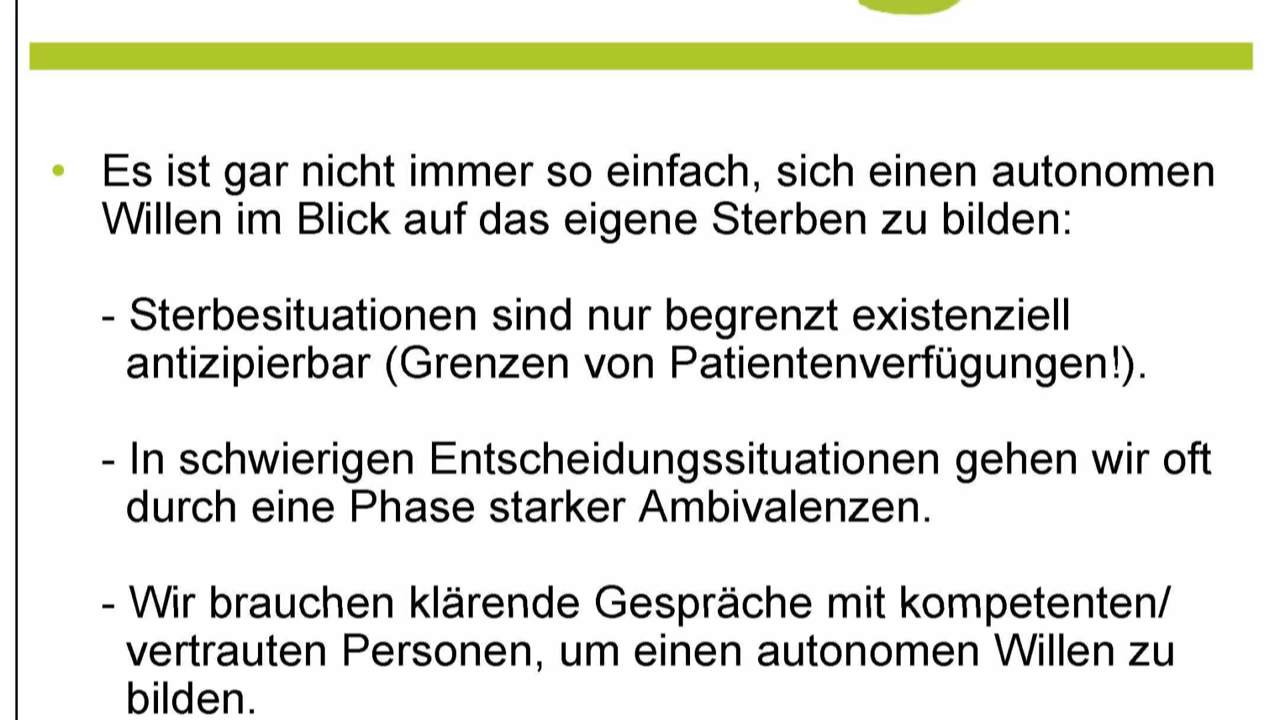 • Es ist gar nicht immer so einfach, sich einen autonomen
Willen im Blick auf das eigene Sterben zu bilden:
- Sterbesituationen sind nur begrenzt existenziell
antizipierbar (Grenzen von Patientenverfügungen!).
- In schwierigen Entscheidungssituationen gehen wir oft
durch eine Phase starker Ambivalenzen.
- Wir brauchen klärende Gespräche mit kompetenten/
vertrauten Personen, um einen autonomen Willen zu
bilden.